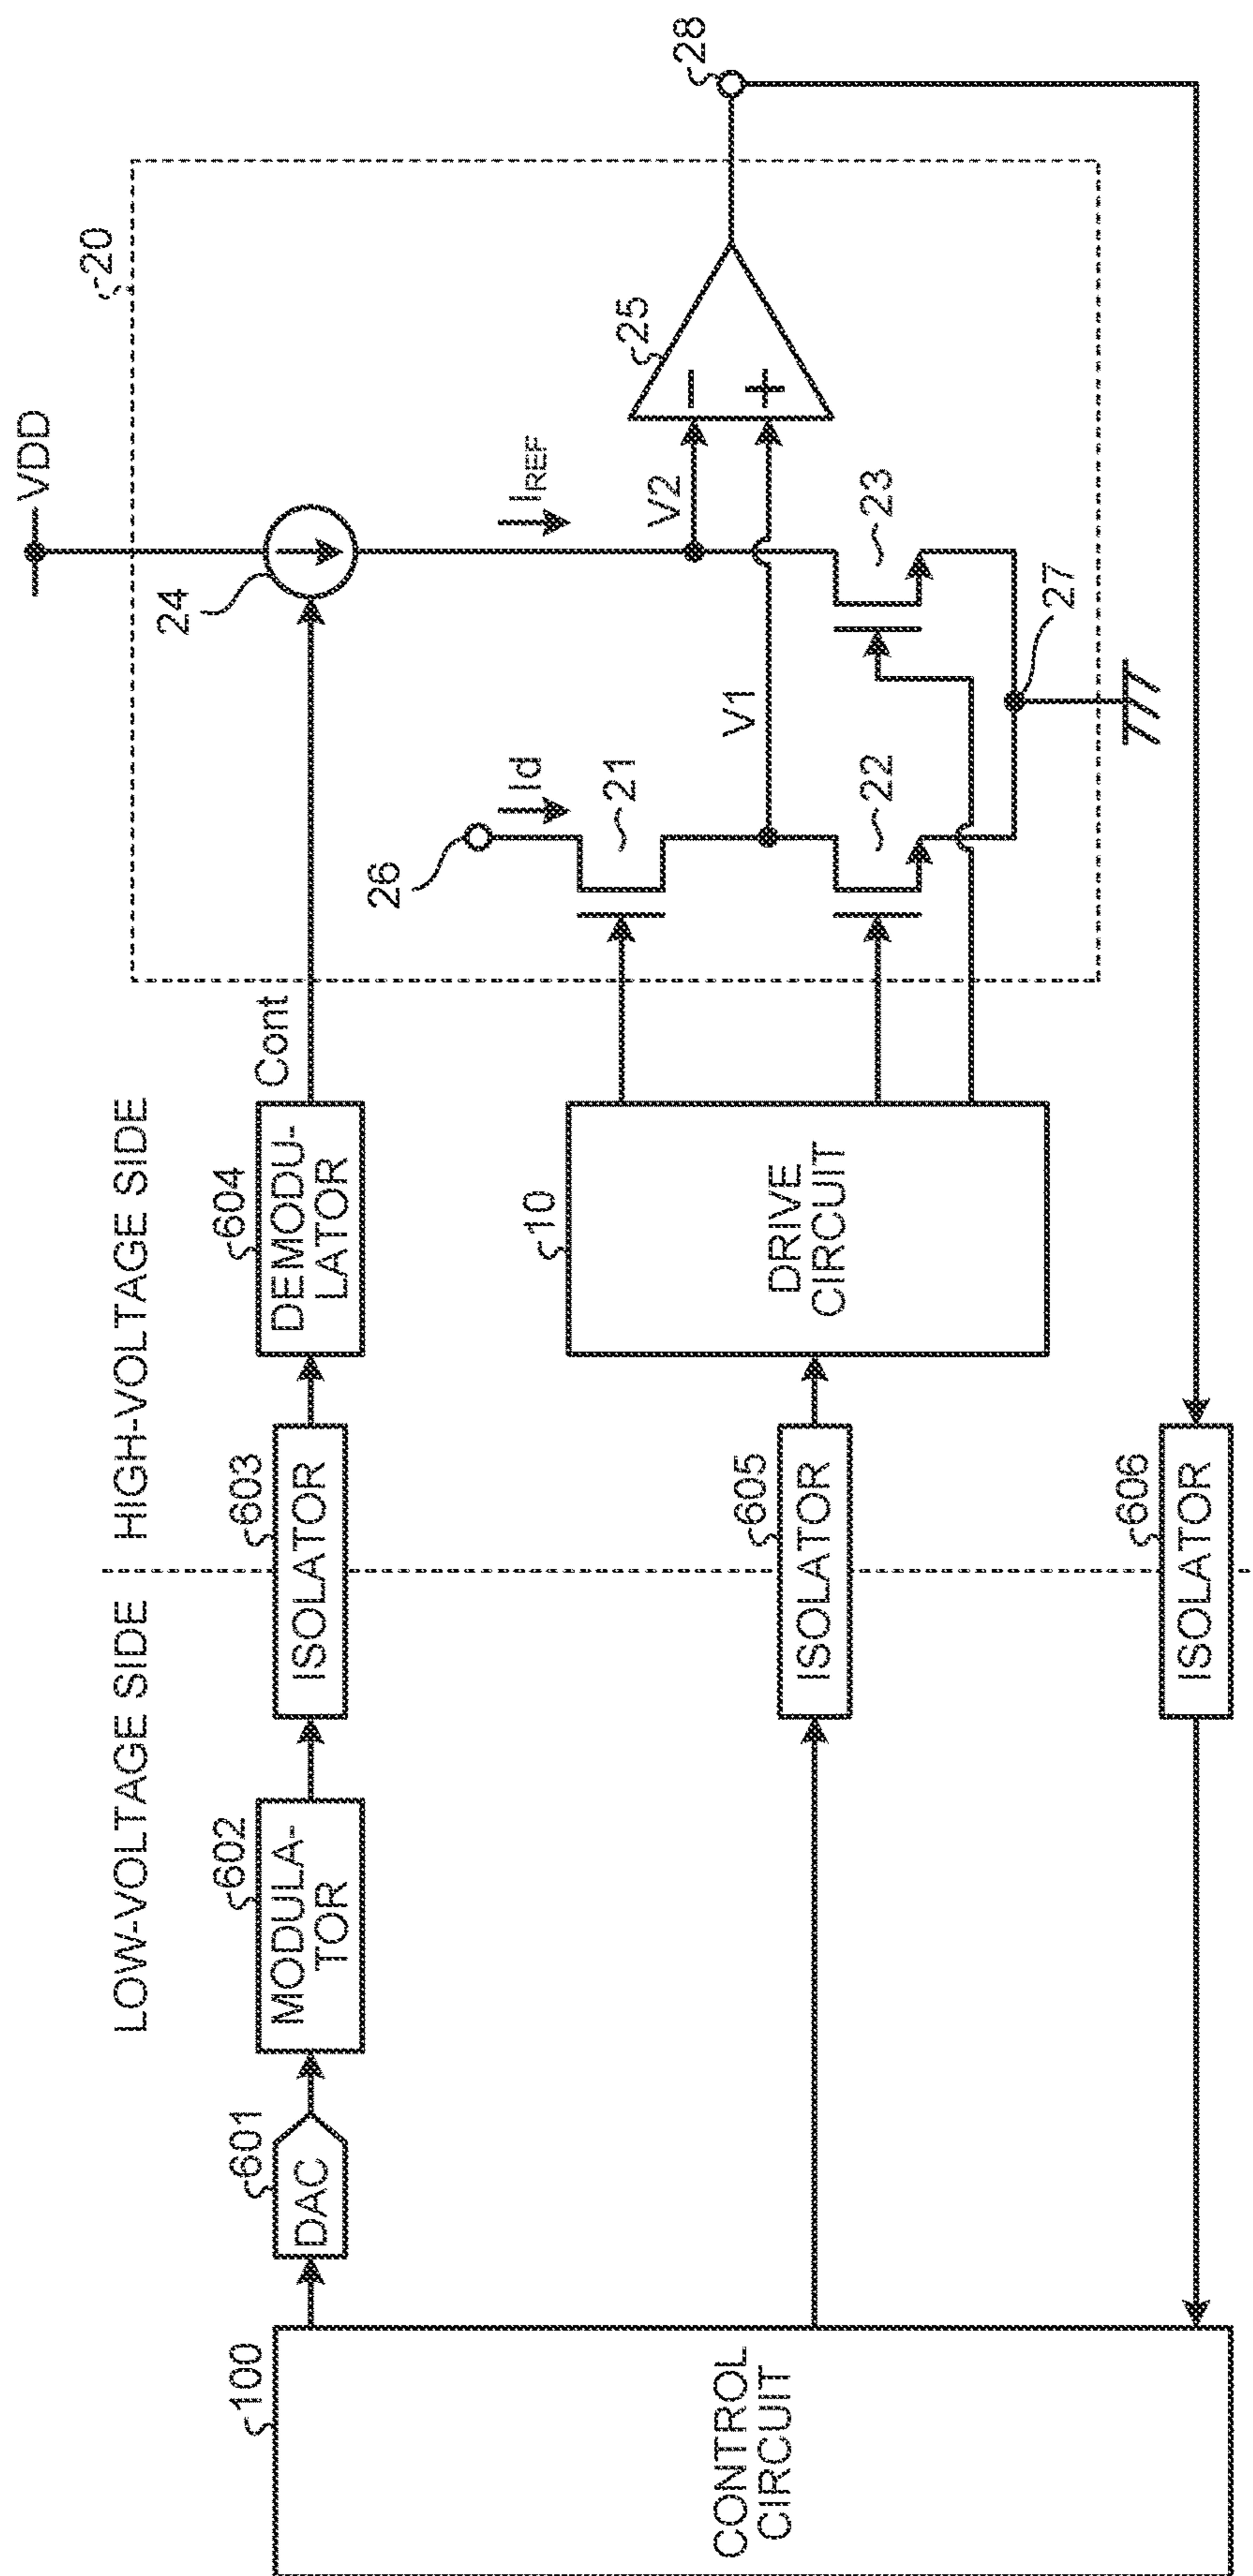 LOW-VOLTAGE SIDE
HIGH-VOLTAGE SIDE
VDD
20
24
100
601
DAC
602
MODULA-
TOR
603
ISOLATOR
604
DEMODU-
LATOR
Cont
I_REF
26
Id
21
V2
25
−
+
28
10
DRIVE
CIRCUIT
V1
22
23
CONTROL
CIRCUIT
605
ISOLATOR
27
606
ISOLATOR